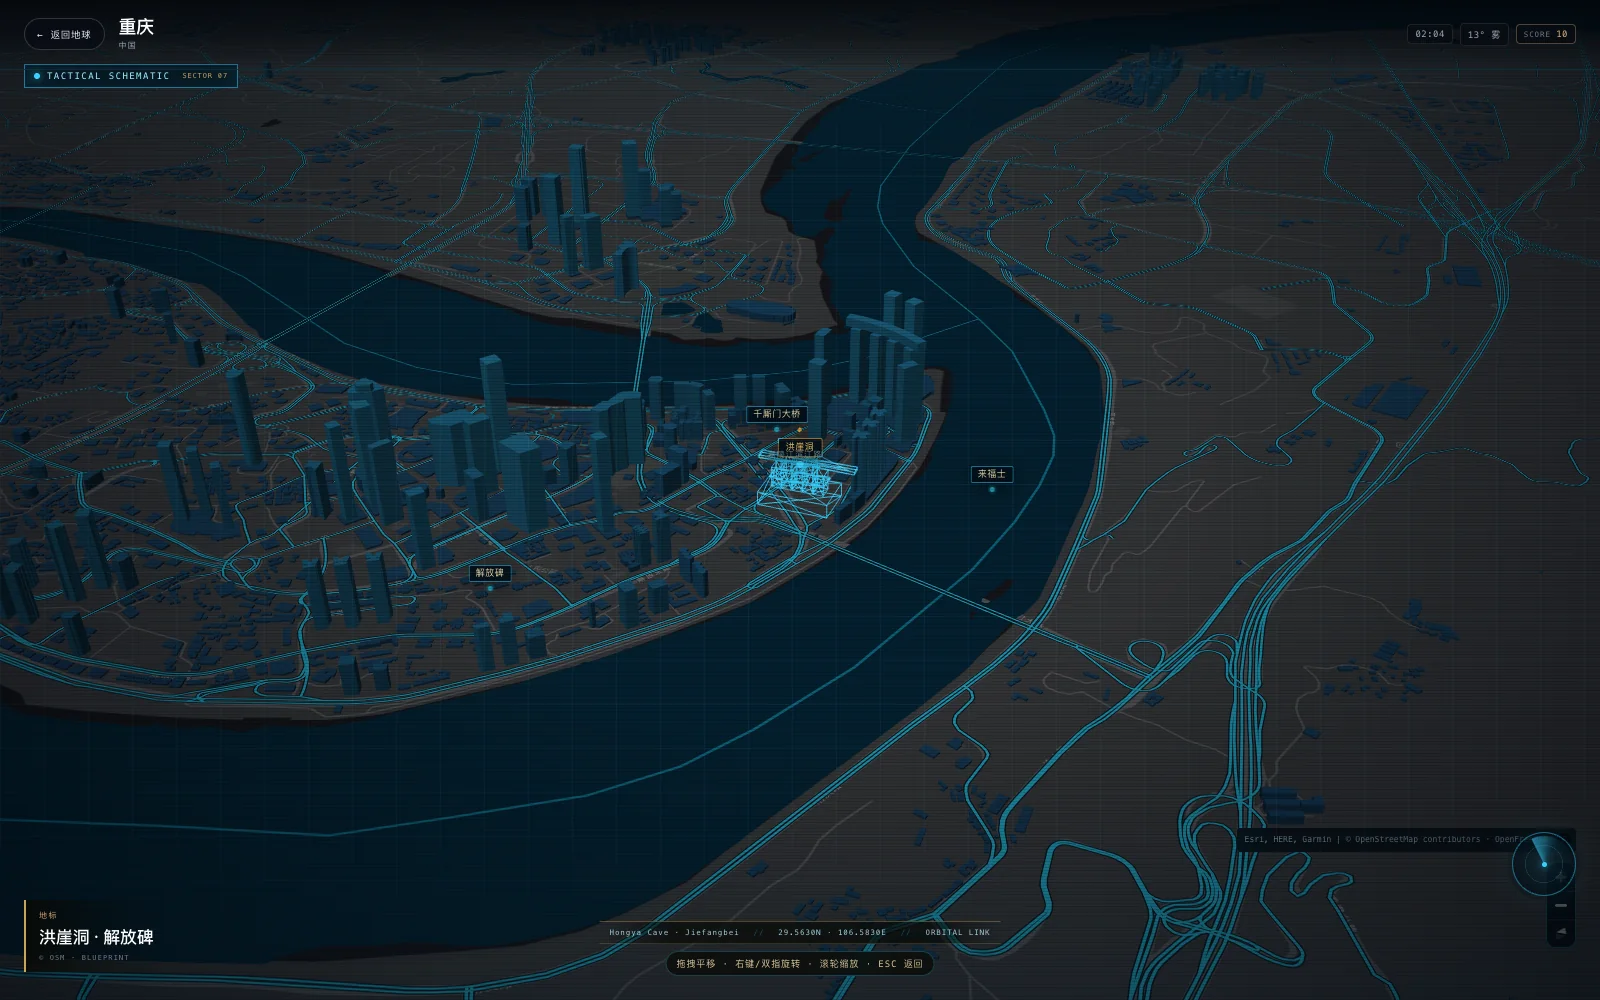 ← 返回地球
重庆
中国
TACTICAL SCHEMATIC SECTOR 07
02:04
13° 雾
SCORE 10
千厮门大桥
洪崖洞
来福士
解放碑
Esri, HERE, Garmin | © OpenStreetMap contributors · OpenFr
地标
洪崖洞 · 解放碑
© OSM · BLUEPRINT
Hongya Cave · Jiefangbei // 29.5630N · 106.5830E // ORBITAL LINK
拖拽平移 · 右键/双指旋转 · 滚轮缩放 · ESC 返回